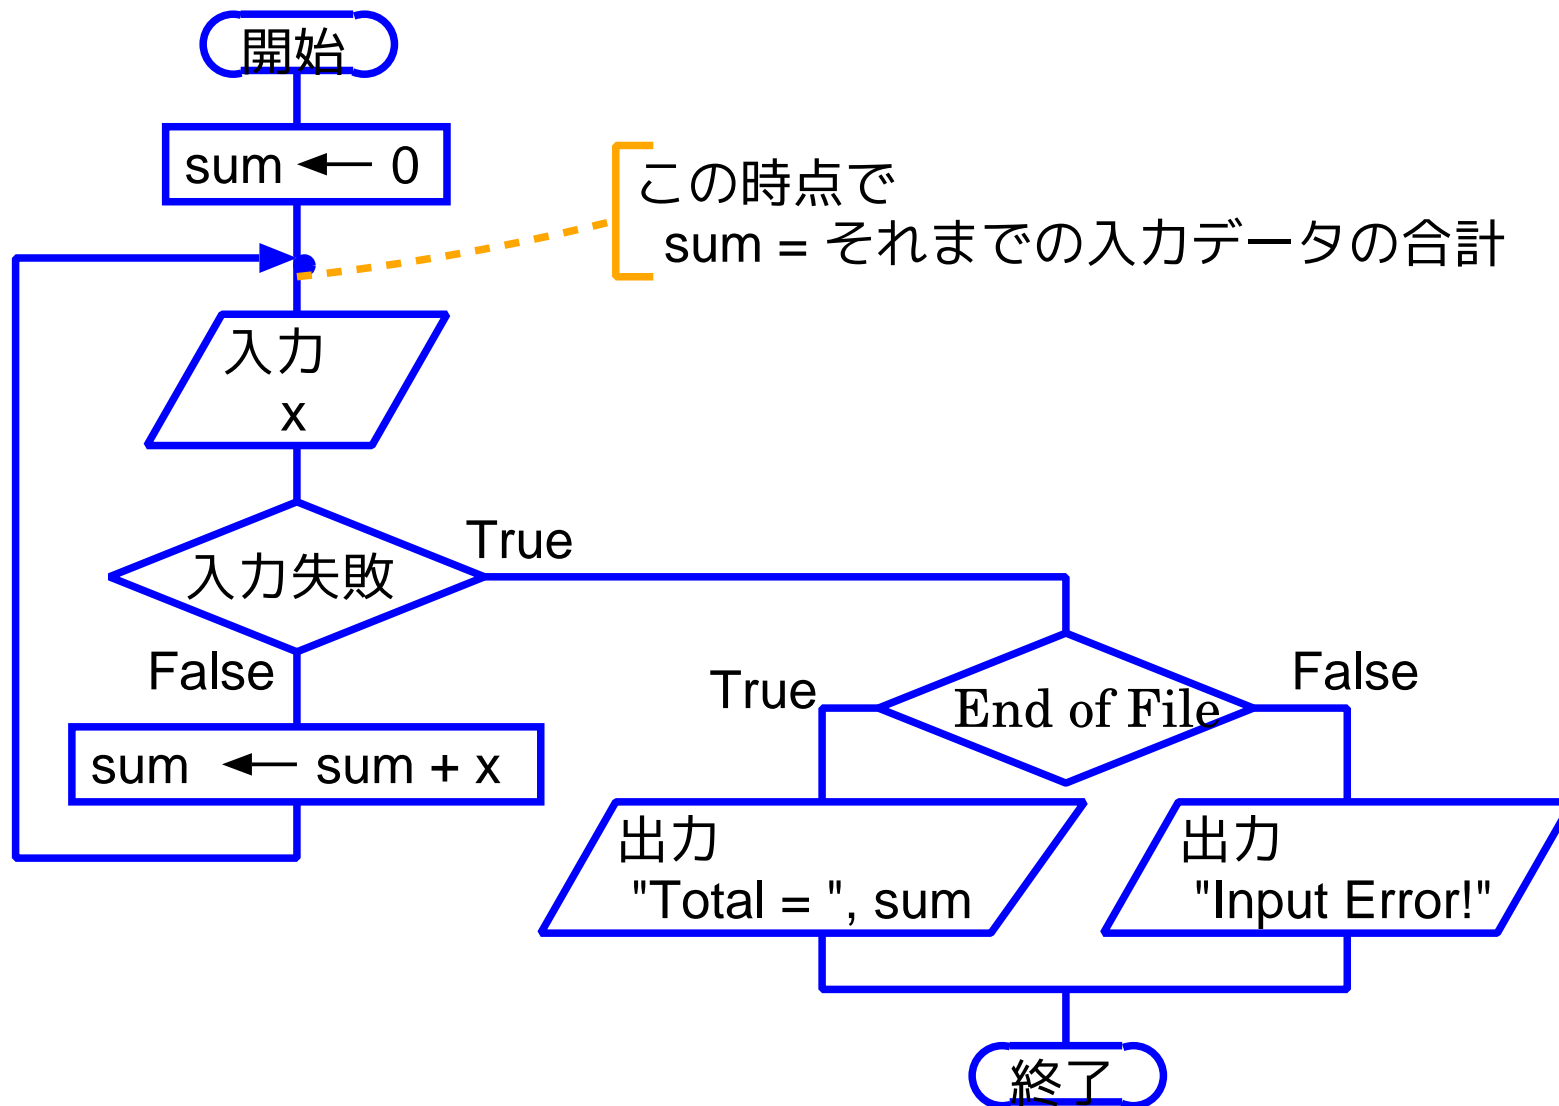 開始
sum ← 0
この時点で
sum = それまでの入力データの合計
入力
x
入力失敗
True
False
sum ← sum + x
End of File
True
False
出力
"Total = ", sum
出力
"Input Error!"
終了